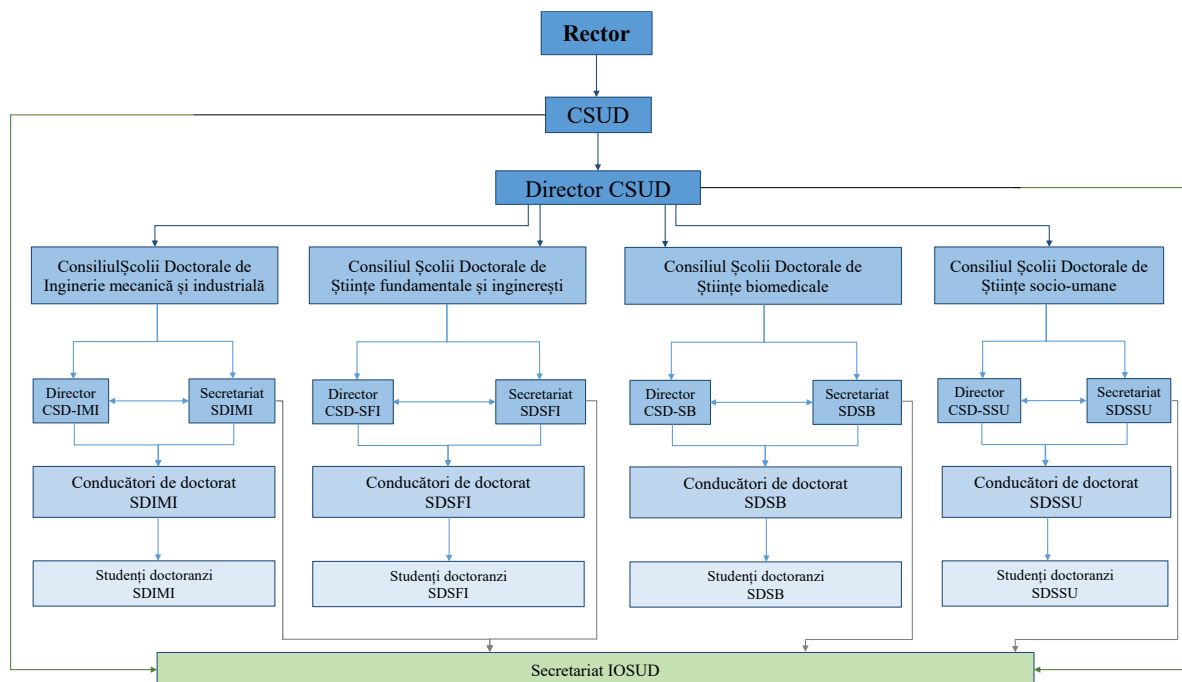 Rector
CSUD
Director CSUD
ConsiliulȘcolii Doctorale de
Inginerie mecanică și industrială
Consiliul Școlii Doctorale de
Științe fundamentale și inginerești
Consiliul Școlii Doctorale de
Științe biomedicale
Consiliul Școlii Doctorale de
Științe socio-umane
Director
CSD-IMI
Secretariat
SDIMI
Director
CSD-SFI
Secretariat
SDSFI
Director
CSD-SB
Secretariat
SDSB
Director
CSD-SSU
Secretariat
SDSSU
Conducători de doctorat
SDIMI
Conducători de doctorat
SDSFI
Conducători de doctorat
SDSB
Conducători de doctorat
SDSSU
Studenți doctoranzi
SDIMI
Studenți doctoranzi
SDSFI
Studenți doctoranzi
SDSB
Studenți doctoranzi
SDSSU
Secretariat IOSUD